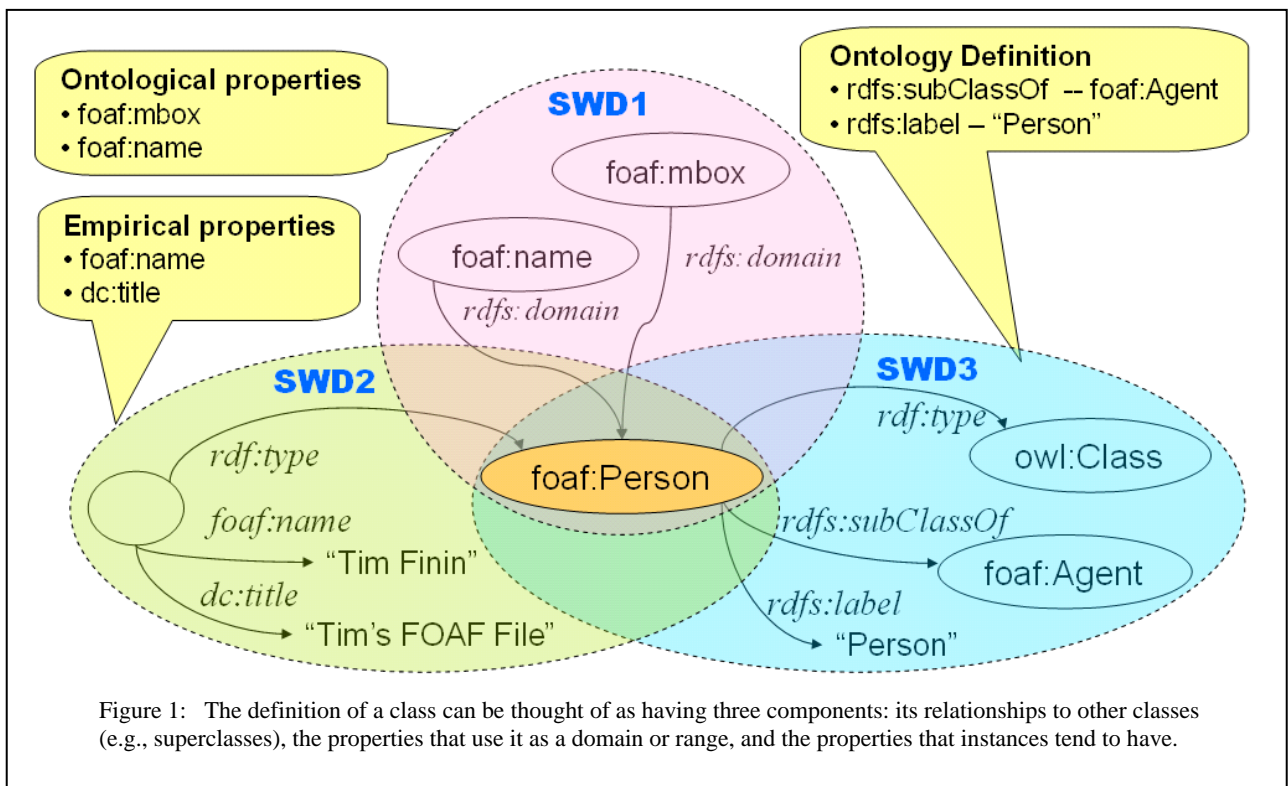 Ontological properties
• foaf:mbox
• foaf:name
Ontology Definition
• rdfs:subClassOf -- foaf:Agent
• rdfs:label – “Person”
Empirical properties
• foaf:name
• dc:title
SWD1
foaf:mbox
foaf:name
rdfs: domain
rdfs: domain
SWD2
rdf:type
foaf:name
“Tim Finin”
dc:title
“Tim’s FOAF File”
foaf:Person
SWD3
rdf:type
owl:Class
rdfs:subClassOf
foaf:Agent
rdfs:label
“Person”
Figure 1: The definition of a class can be thought of as having three components: its relationships to other classes
(e.g., superclasses), the properties that use it as a domain or range, and the properties that instances tend to have.